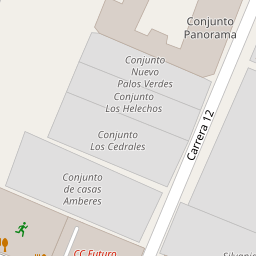 Conjunto
Panorama
Conjunto
Nuevo
Palos Verdes
Conjunto
Los Helechos
Carrera 12
Conjunto
Los Cedrales
Conjunto
de casas
Amberes
CC Futuro